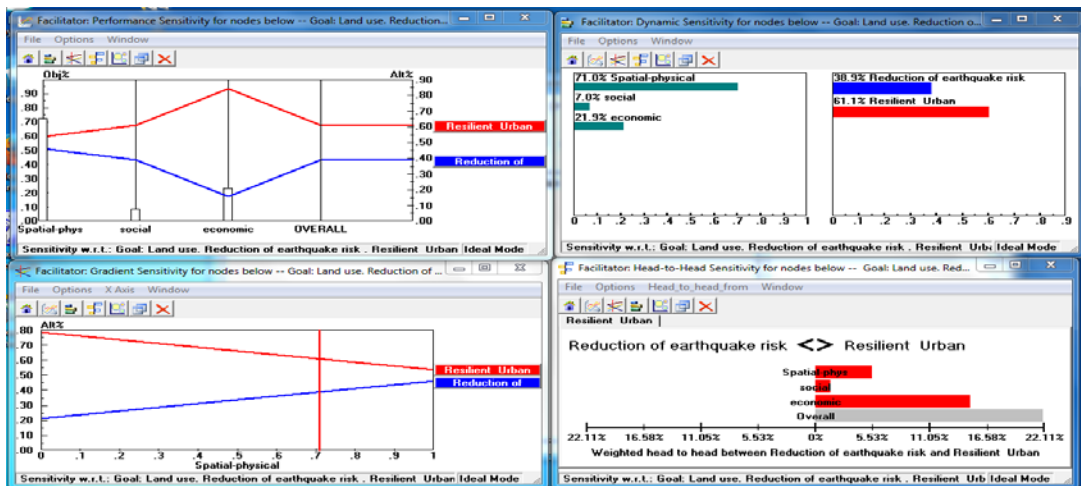 Facilitator: Performance Sensitivity for nodes below -- Goal: Land use. Reduction...
File Options Window
Obj% Alt%
.90 .90
.80 .80
.70 .70
.60 .60
.50 .50
.40 .40
.30 .30
.20 .20
.10 .10
.00 .00
Resilient Urban
Reduction of
Spatial-phys social economic OVERALL
Sensitivity w.r.t.: Goal: Land use. Reduction of earthquake risk . Resilient Urban Ideal Mode
Facilitator: Dynamic Sensitivity for nodes below -- Goal: Land use. Reduction o...
File Options Window
71.0% Spatial-physical
7.0% social
21.9% economic
0 .1 .2 .3 .4 .5 .6 .7 .8 .9 1
38.9% Reduction of earthquake risk
61.1% Resilient Urban
0 .1 .2 .3 .4 .5 .6 .7 .8 .9
Sensitivity w.r.t.: Goal: Land use. Reduction of earthquake risk . Resilient Urb Ideal Mode
Facilitator: Gradient Sensitivity for nodes below -- Goal: Land use. Reduction of ...
File Options X Axis Window
Alt%
.80
.70
.60
.50
.40
.30
.20
.10
.00
Resilient Urban
Reduction of
0 .1 .2 .3 .4 .5 .6 .7 .8 .9 1
Spatial-physical
Sensitivity w.r.t.: Goal: Land use. Reduction of earthquake risk . Resilient Urban Ideal Mode
Facilitator: Head-to-Head Sensitivity for nodes below -- Goal: Land use. Red...
File Options Head_to_head_from Window
Resilient Urban
Reduction of earthquake risk <> Resilient Urban
Spatial-phys
social
economic
Overall
22.11% 16.58% 11.05% 5.53% 0% 5.53% 11.05% 16.58% 22.11%
Weighted head to head between Reduction of earthquake risk and Resilient Urban
Sensitivity w.r.t.: Goal: Land use. Reduction of earthquake risk . Resilient Urb Ideal Mode